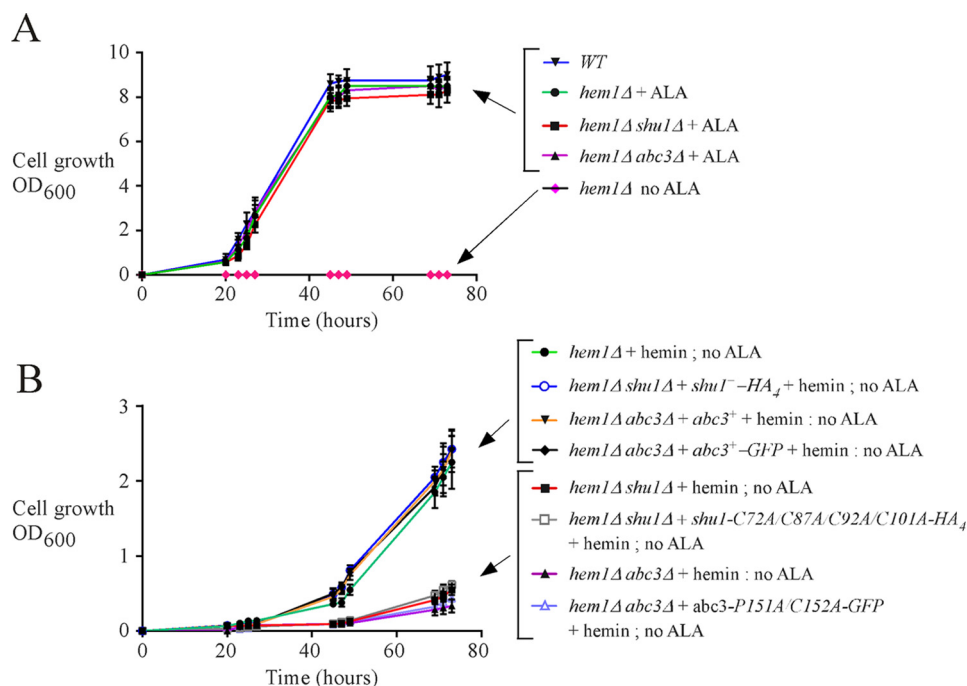 A
10
8
6
4
2
0
Cell growth
OD600
0 20 40 60 80
Time (hours)
WT
hem1Δ + ALA
hem1Δ shu1Δ + ALA
hem1Δ abc3Δ + ALA
hem1Δ no ALA
B
3
2
1
0
Cell growth
OD600
0 20 40 60 80
Time (hours)
hem1Δ + hemin ; no ALA
hem1Δ shu1Δ + shu1⁻–HA4 + hemin ; no ALA
hem1Δ abc3Δ + abc3⁺ + hemin : no ALA
hem1Δ abc3Δ + abc3⁺–GFP + hemin : no ALA
hem1Δ shu1Δ + hemin ; no ALA
hem1Δ shu1Δ + shu1-C72A/C87A/C92A/C101A-HA4
+ hemin ; no ALA
hem1Δ abc3Δ + hemin : no ALA
hem1Δ abc3Δ + abc3-P151A/C152A-GFP
+ hemin ; no ALA